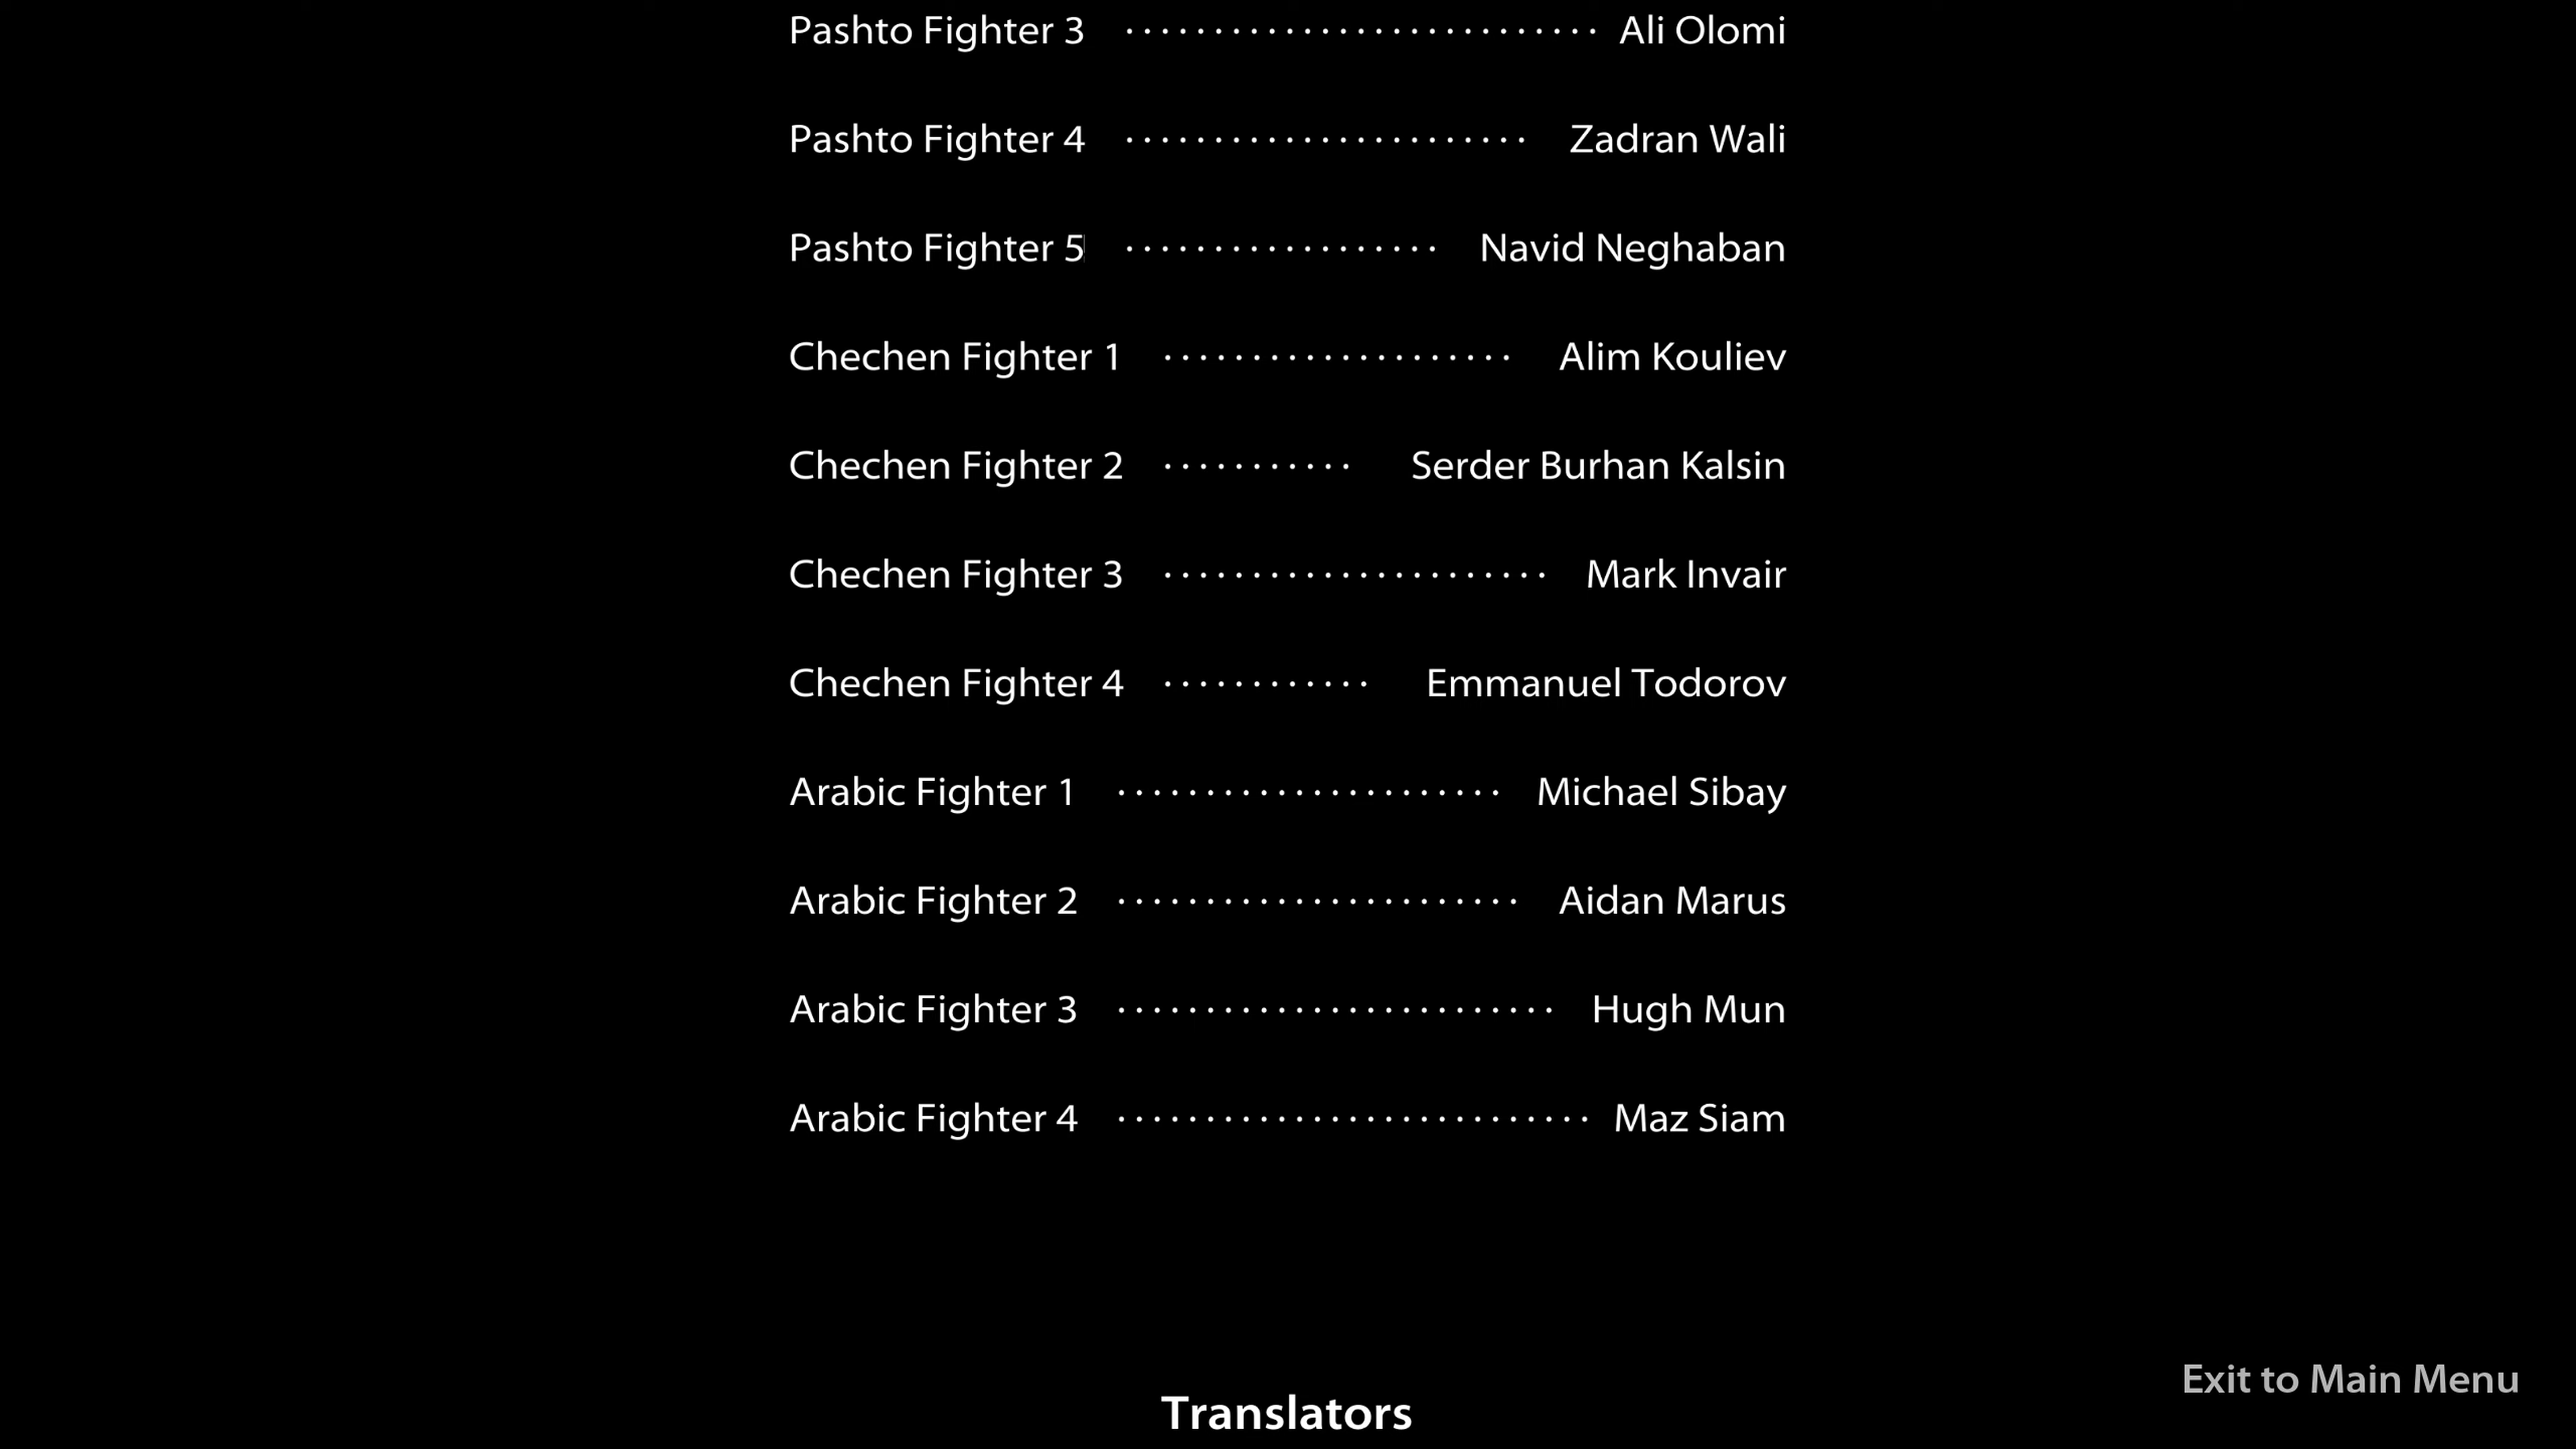 Pashto Fighter 3 ·························· Ali Olomi
Pashto Fighter 4 ······················· Zadran Wali
Pashto Fighter 5 ·················· Navid Neghaban
Chechen Fighter 1 ···················· Alim Kouliev
Chechen Fighter 2 ··········· Serder Burhan Kalsin
Chechen Fighter 3 ······················ Mark Invair
Chechen Fighter 4 ············ Emmanuel Todorov
Arabic Fighter 1 ······················ Michael Sibay
Arabic Fighter 2 ······················· Aidan Marus
Arabic Fighter 3 ························· Hugh Mun
Arabic Fighter 4 ··························· Maz Siam
Exit to Main Menu
Translators